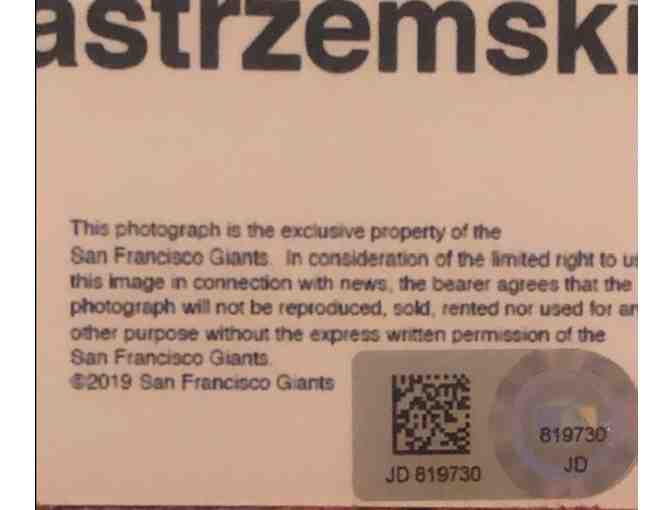 astrzemski
This photograph is the exclusive property of the
San Francisco Giants. In consideration of the limited right to us
this image in connection with news, the bearer agrees that the
photograph will not be reproduced, sold, rented nor used for an
other purpose without the express written permission of the
San Francisco Giants.
©2019 San Francisco Giants
JD 819730
819730
JD